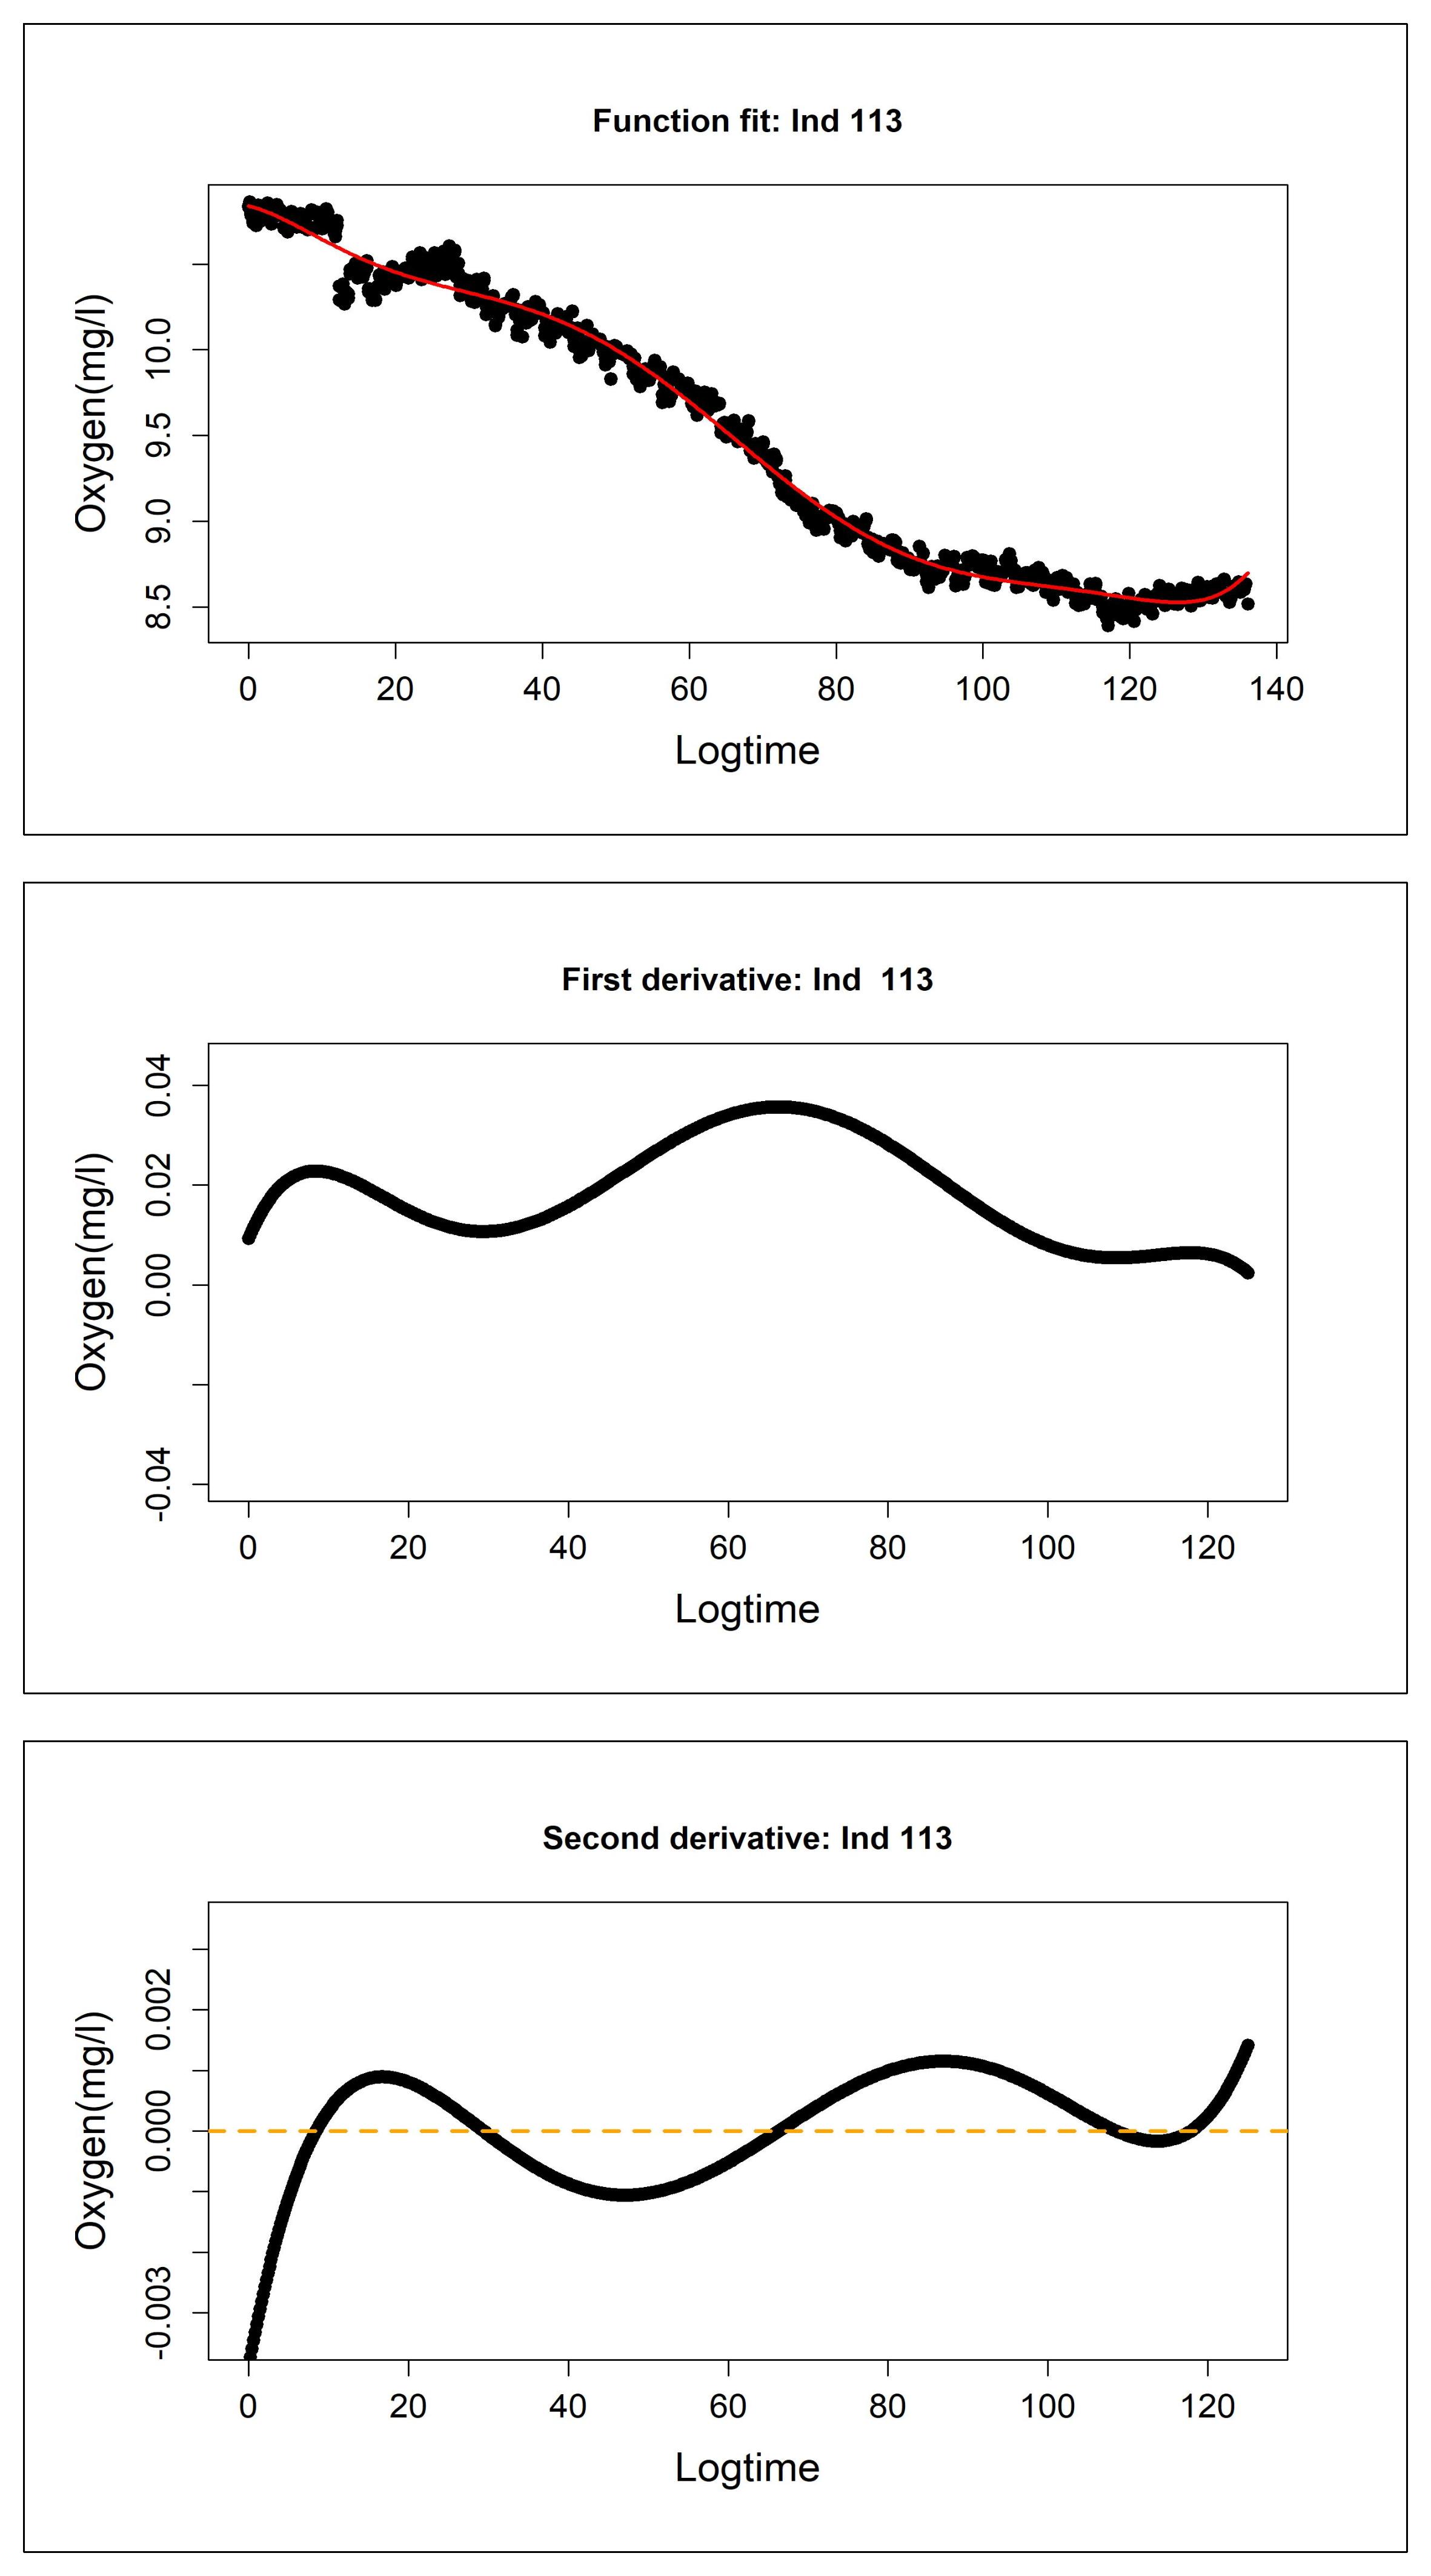 Function fit: Ind 113
Oxygen(mg/l)
10.0
9.5
9.0
8.5
0 20 40 60 80 100 120 140
Logtime
First derivative: Ind  113
Oxygen(mg/l)
0.04
0.02
0.00
-0.04
0 20 40 60 80 100 120
Logtime
Second derivative: Ind 113
Oxygen(mg/l)
0.002
0.000
-0.003
0 20 40 60 80 100 120
Logtime